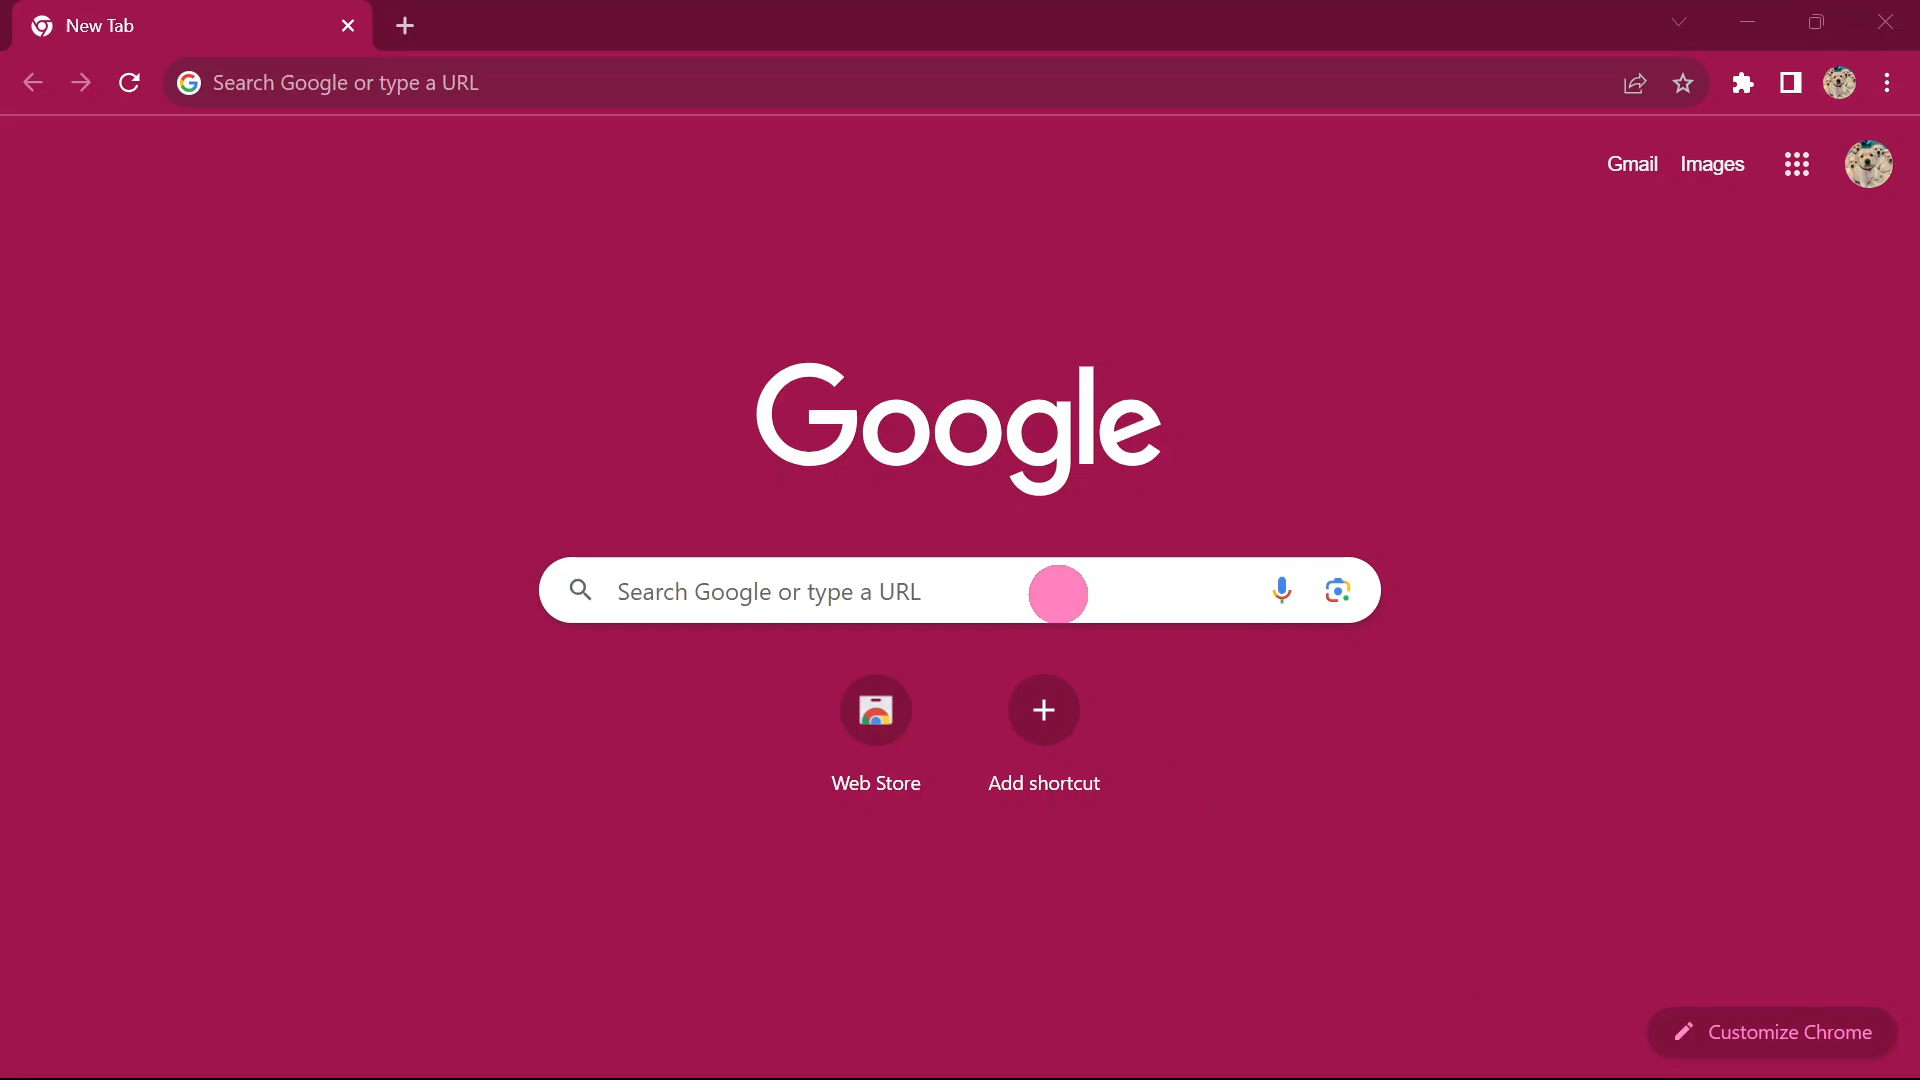 New Tab
Search Google or type a URL
Gmail Images
Google
Search Google or type a URL
Web Store
Add shortcut
Customize Chrome